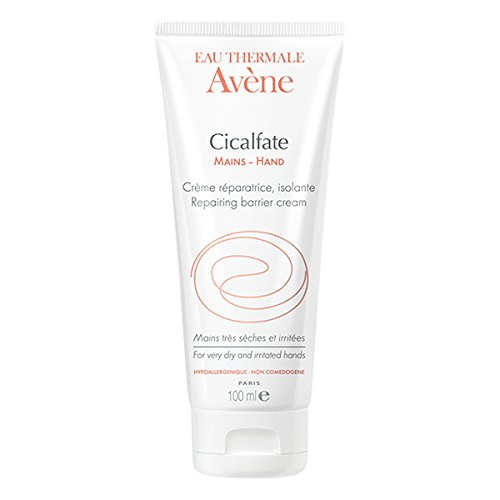 EAU THERMALE
Avène
Cicalfate
MAINS - HAND
Crème réparatrice, isolante
Repairing barrier cream
Mains très sèches et irritées
For very dry and irritated hands
HYPOALLERGENIQUE - NON COMEDOGENE
PARIS
100 ml e